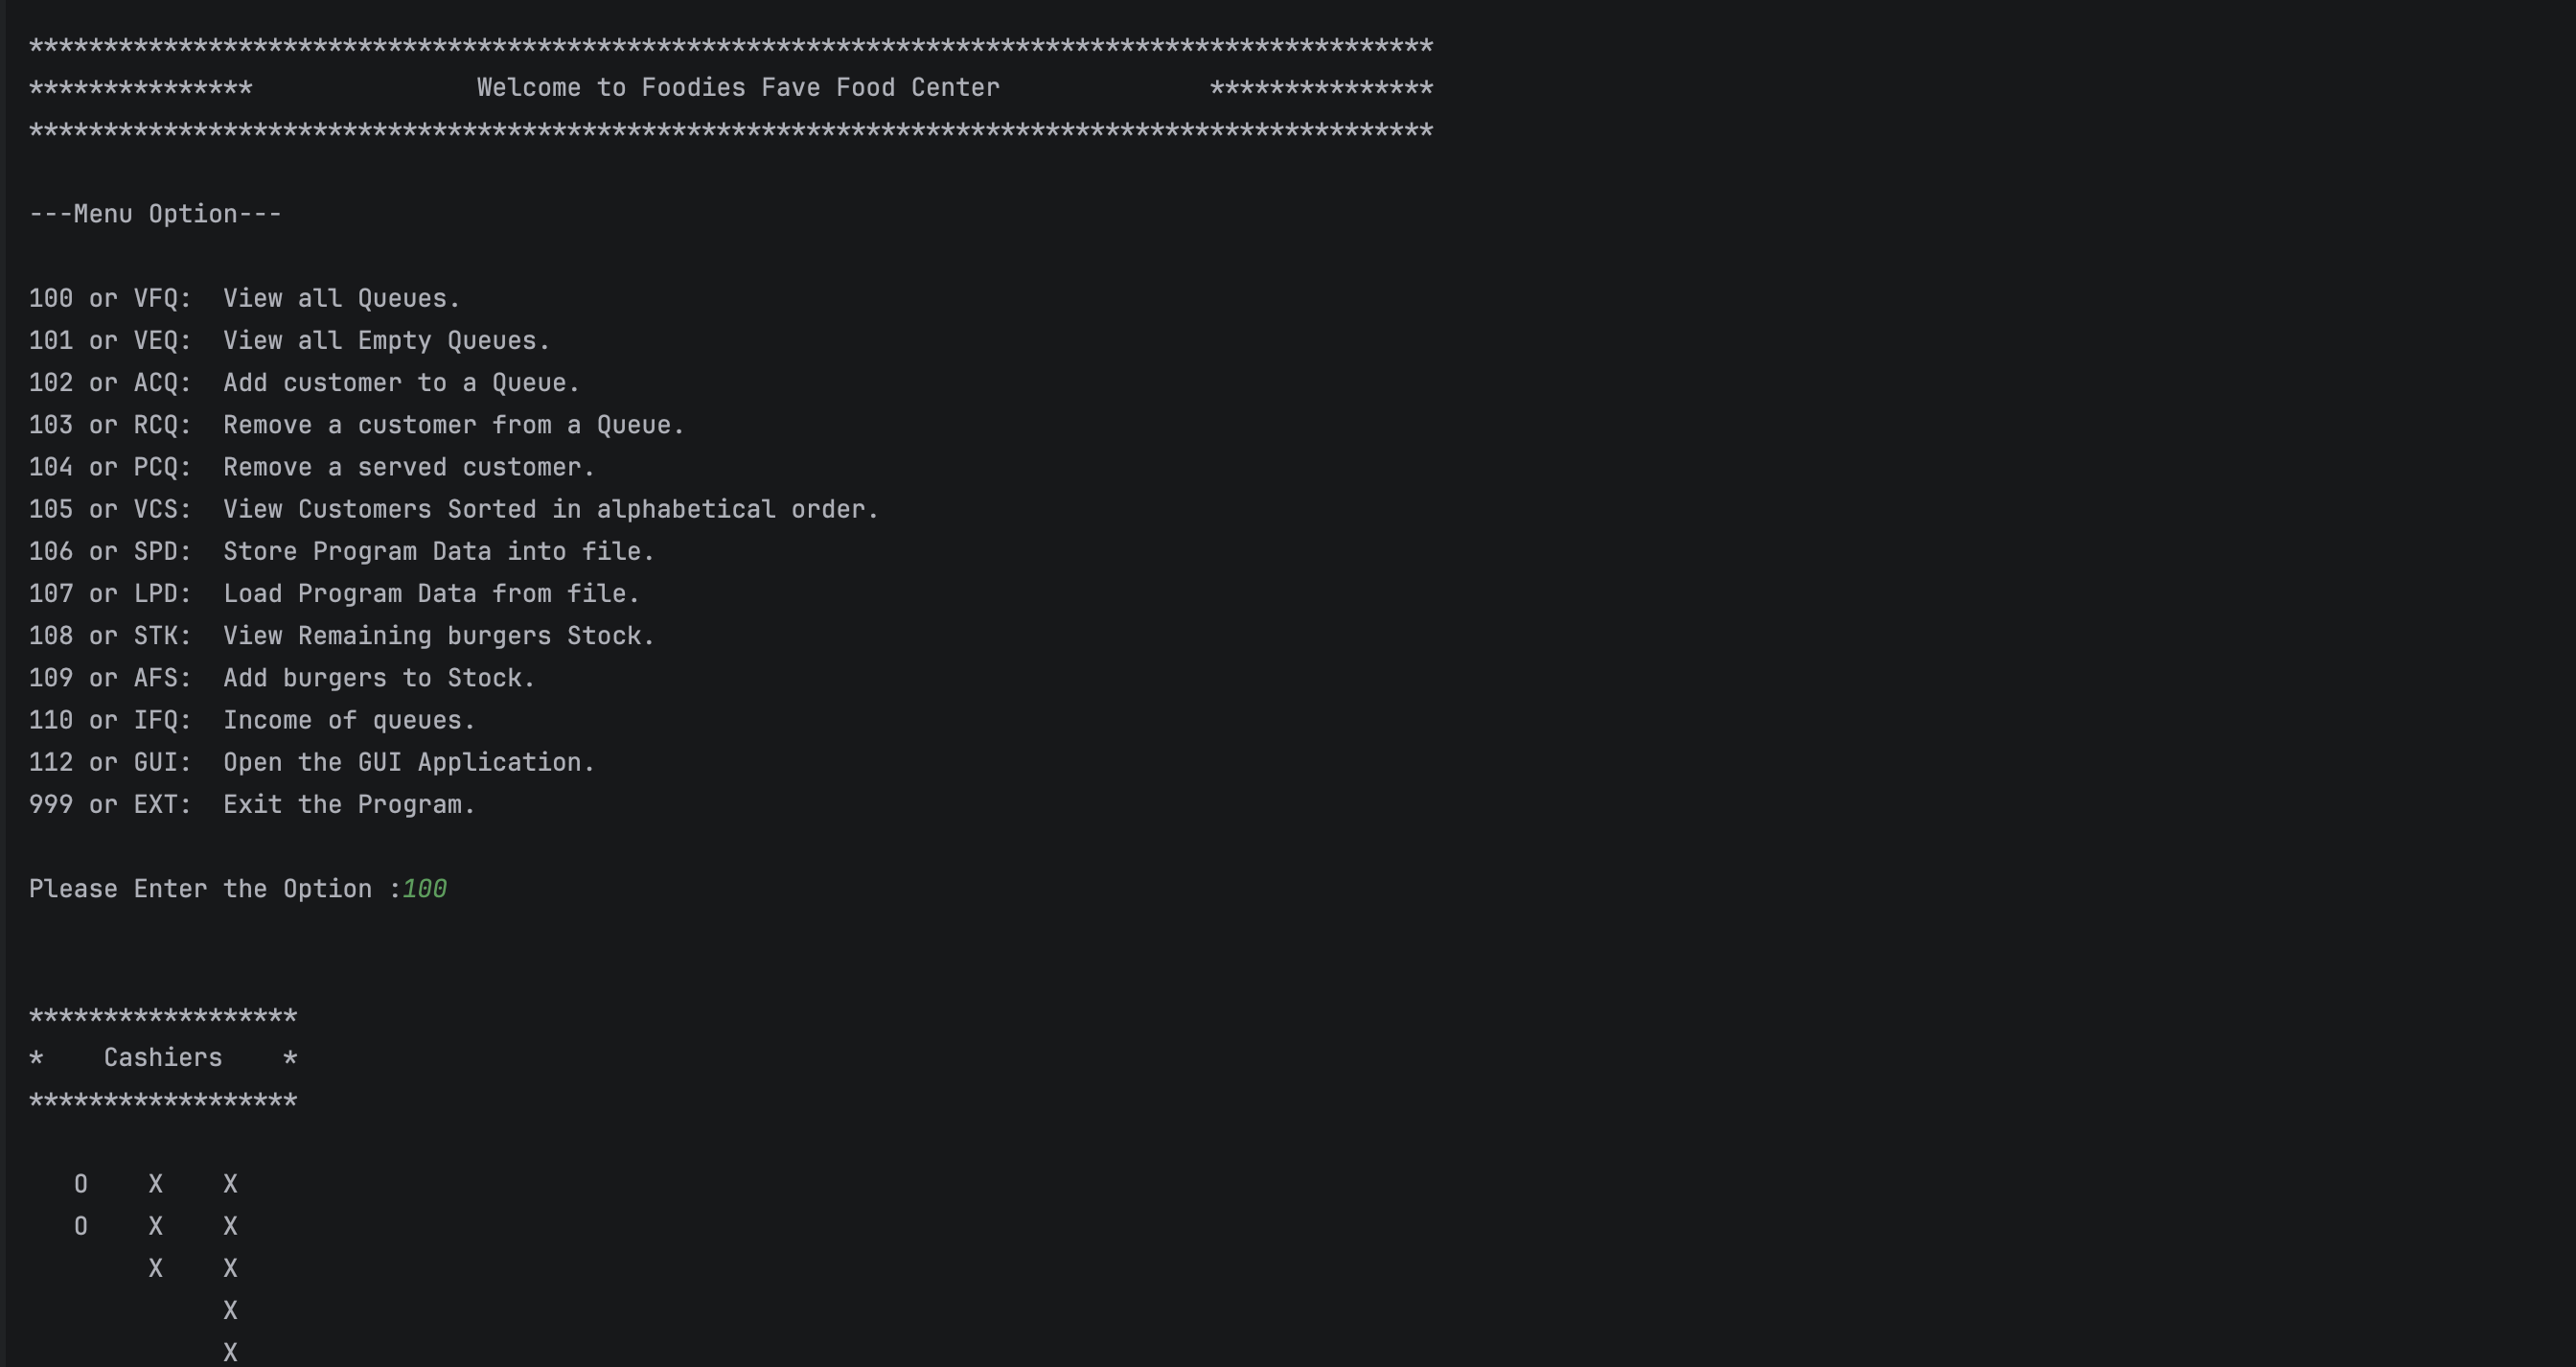 **********************************************************************************************
***************               Welcome to Foodies Fave Food Center              ***************
**********************************************************************************************
---Menu Option---
100 or VFQ:  View all Queues.
101 or VEQ:  View all Empty Queues.
102 or ACQ:  Add customer to a Queue.
103 or RCQ:  Remove a customer from a Queue.
104 or PCQ:  Remove a served customer.
105 or VCS:  View Customers Sorted in alphabetical order.
106 or SPD:  Store Program Data into file.
107 or LPD:  Load Program Data from file.
108 or STK:  View Remaining burgers Stock.
109 or AFS:  Add burgers to Stock.
110 or IFQ:  Income of queues.
112 or GUI:  Open the GUI Application.
999 or EXT:  Exit the Program.
Please Enter the Option :100
******************
*    Cashiers    *
******************
   O    X    X
   O    X    X
        X    X
             X
             X